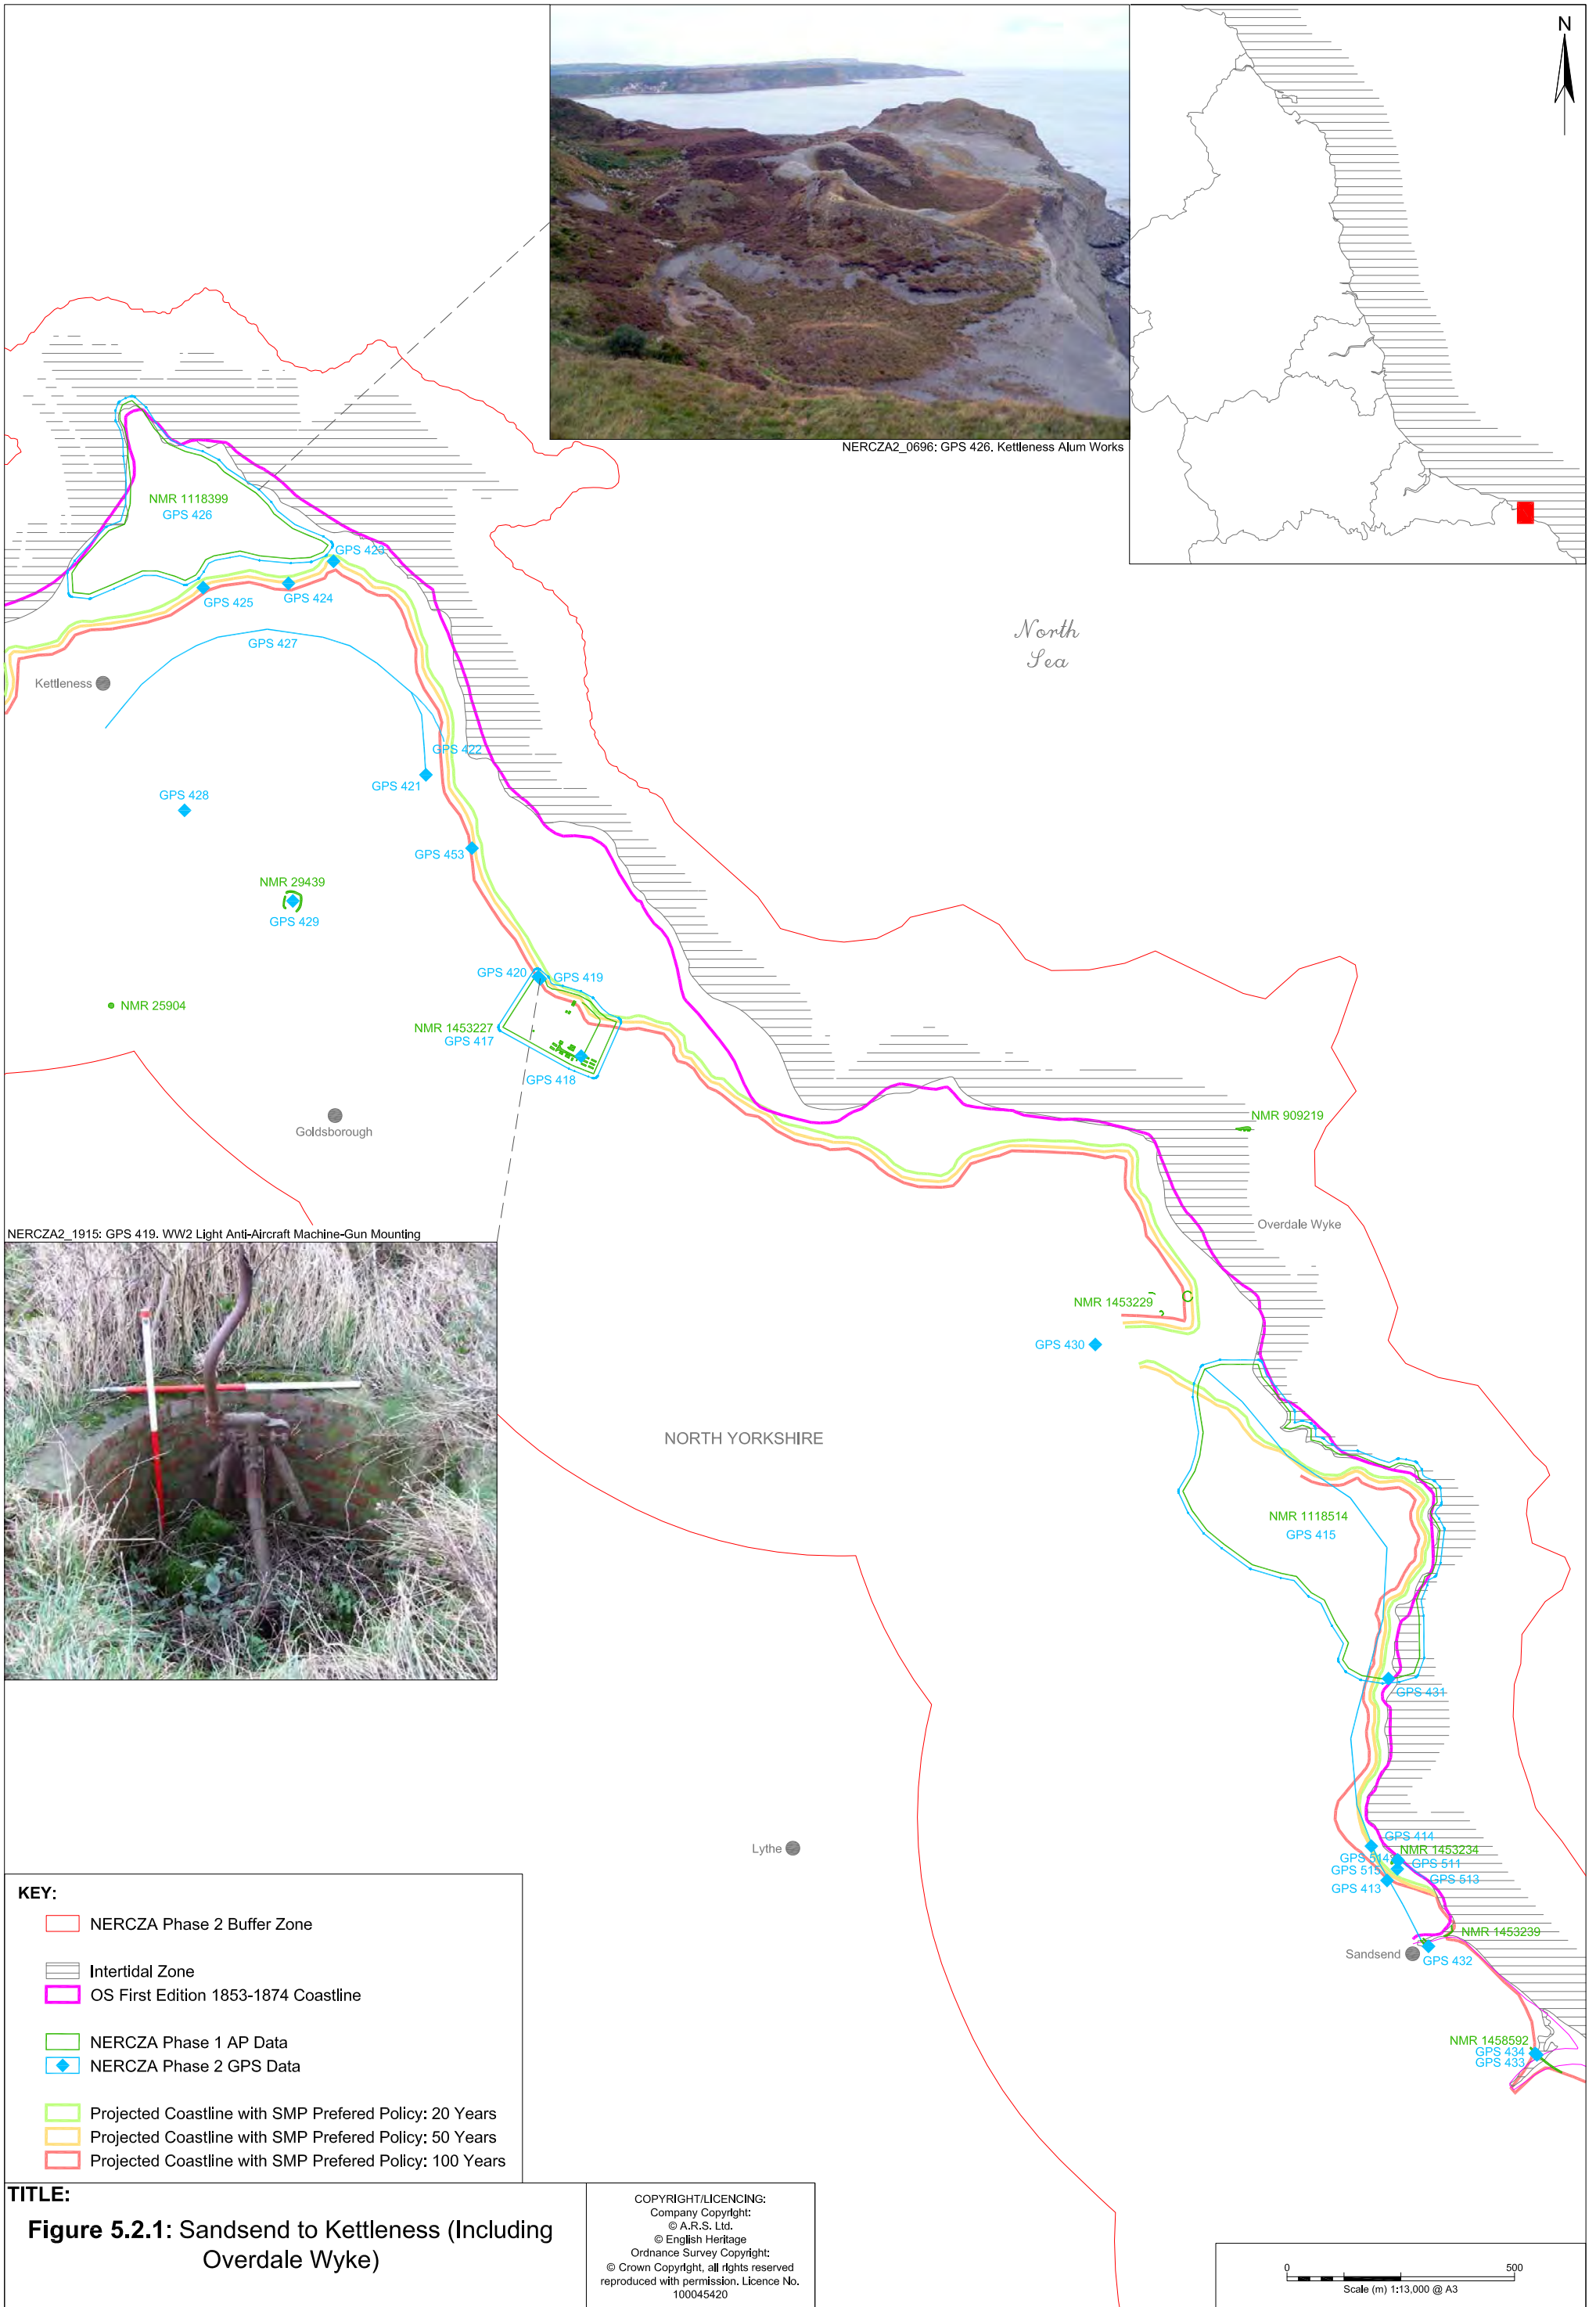 N
NERCZA2_0696: GPS 426. Kettleness Alum Works
North
Sea
NMR 1118399
GPS 426
GPS 423
GPS 425
GPS 424
GPS 427
Kettleness
GPS 422
GPS 421
GPS 428
GPS 453
NMR 29439
GPS 429
GPS 420
GPS 419
NMR 25904
NMR 1453227
GPS 417
GPS 418
Goldsborough
NMR 909219
Overdale Wyke
NERCZA2_1915: GPS 419. WW2 Light Anti-Aircraft Machine-Gun Mounting
NMR 1453229
GPS 430
NORTH YORKSHIRE
NMR 1118514
GPS 415
GPS 431
Lythe
GPS 414
NMR 1453234
GPS 514
GPS 511
GPS 515
GPS 513
GPS 413
NMR 1453239
Sandsend
GPS 432
NMR 1458592
GPS 434
GPS 433
KEY:
NERCZA Phase 2 Buffer Zone
Intertidal Zone
OS First Edition 1853-1874 Coastline
NERCZA Phase 1 AP Data
NERCZA Phase 2 GPS Data
Projected Coastline with SMP Prefered Policy: 20 Years
Projected Coastline with SMP Prefered Policy: 50 Years
Projected Coastline with SMP Prefered Policy: 100 Years
TITLE:
Figure 5.2.1: Sandsend to Kettleness (Including
Overdale Wyke)
COPYRIGHT/LICENCING:
Company Copyright:
© A.R.S. Ltd.
© English Heritage
Ordnance Survey Copyright:
© Crown Copyright, all rights reserved
reproduced with permission. Licence No.
100045420
0 500
Scale (m) 1:13,000 @ A3